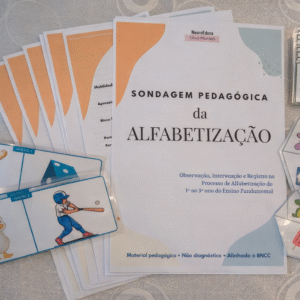 NeuroEduca
SONDAGEM PEDAGÓGICA
da
ALFABETIZAÇÃO
Observação, Intervenção e Registro no
Processo de Alfabetização do
1º ao 3º ano do Ensino Fundamental
Material pedagógico • Não diagnóstico • Alinhado à BNCC